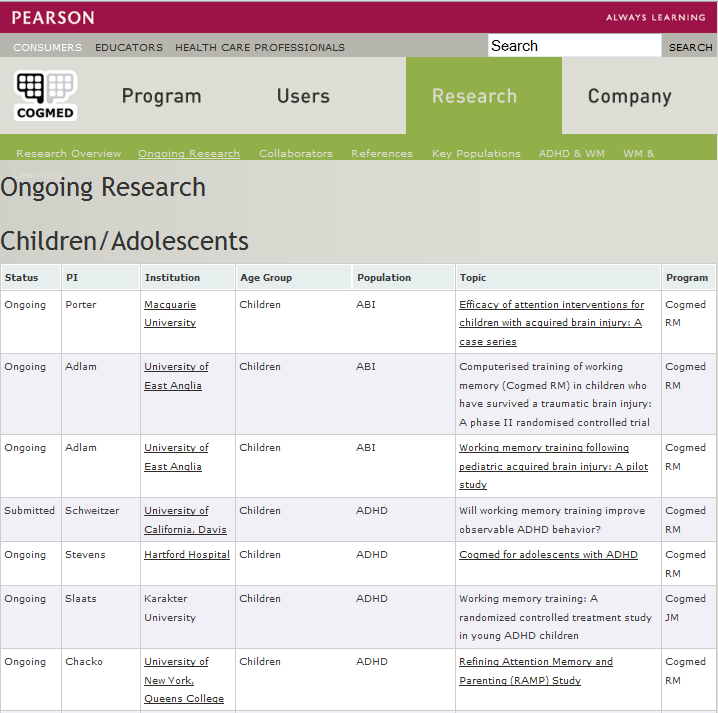 PEARSON
ALWAYS LEARNING
CONSUMERS EDUCATORS HEALTH CARE PROFESSIONALS Search SEARCH
COGMED
Program Users Research Company
Research Overview Ongoing Research Collaborators References Key Populations ADHD & WM WM &
Learning
Ongoing Research
Children/Adolescents
Status PI Institution Age Group Population Topic Program
Ongoing Porter Macquarie Children ABI Efficacy of attention interventions for Cogmed
University children with acquired brain injury: A RM
case series
Ongoing Adlam University of Children ABI Computerised training of working Cogmed
East Anglia memory (Cogmed RM) in children who RM
have survived a traumatic brain injury:
A phase II randomised controlled trial
Ongoing Adlam University of Children ABI Working memory training following Cogmed
East Anglia pediatric acquired brain injury: A pilot RM
study
Submitted Schweitzer University of Children ADHD Will working memory training improve Cogmed
California, Davis observable ADHD behavior? RM
Ongoing Stevens Hartford Hospital Children ADHD Cogmed for adolescents with ADHD Cogmed
RM
Ongoing Slaats Karakter Children ADHD Working memory training: A Cogmed
University randomized controlled treatment study JM
in young ADHD children
Ongoing Chacko University of Children ADHD Refining Attention Memory and Cogmed
New York, Parenting (RAMP) Study RM
Queens College